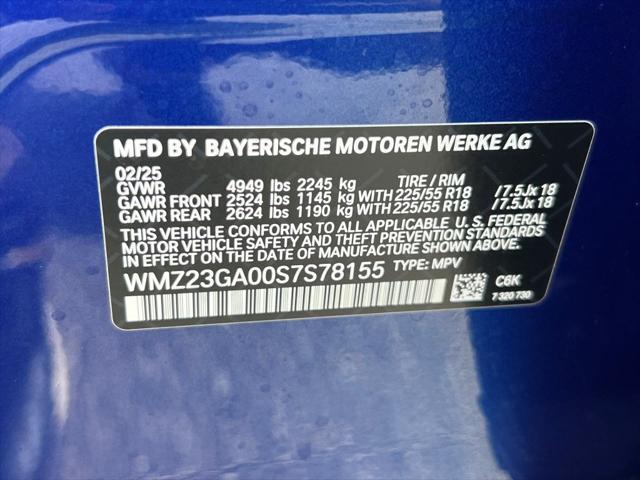 MFD BY BAYERISCHE MOTOREN WERKE AG
02/25
GVWR 4949 lbs 2245 kg TIRE / RIM
GAWR FRONT 2524 lbs 1145 kg WITH 225/55 R18 /7.5Jx18
GAWR REAR 2624 lbs 1190 kg WITH 225/55 R18 /7.5Jx18
THIS VEHICLE CONFORMS TO ALL APPLICABLE U.S. FEDERAL
MOTOR VEHICLE SAFETY, BUMPER, AND THEFT PREVENTION STANDARDS
IN EFFECT ON THE DATE OF MANUFACTURE SHOWN ABOVE.
WMZ23GA00S7S78155 TYPE: MPV
C6K
7 320 730